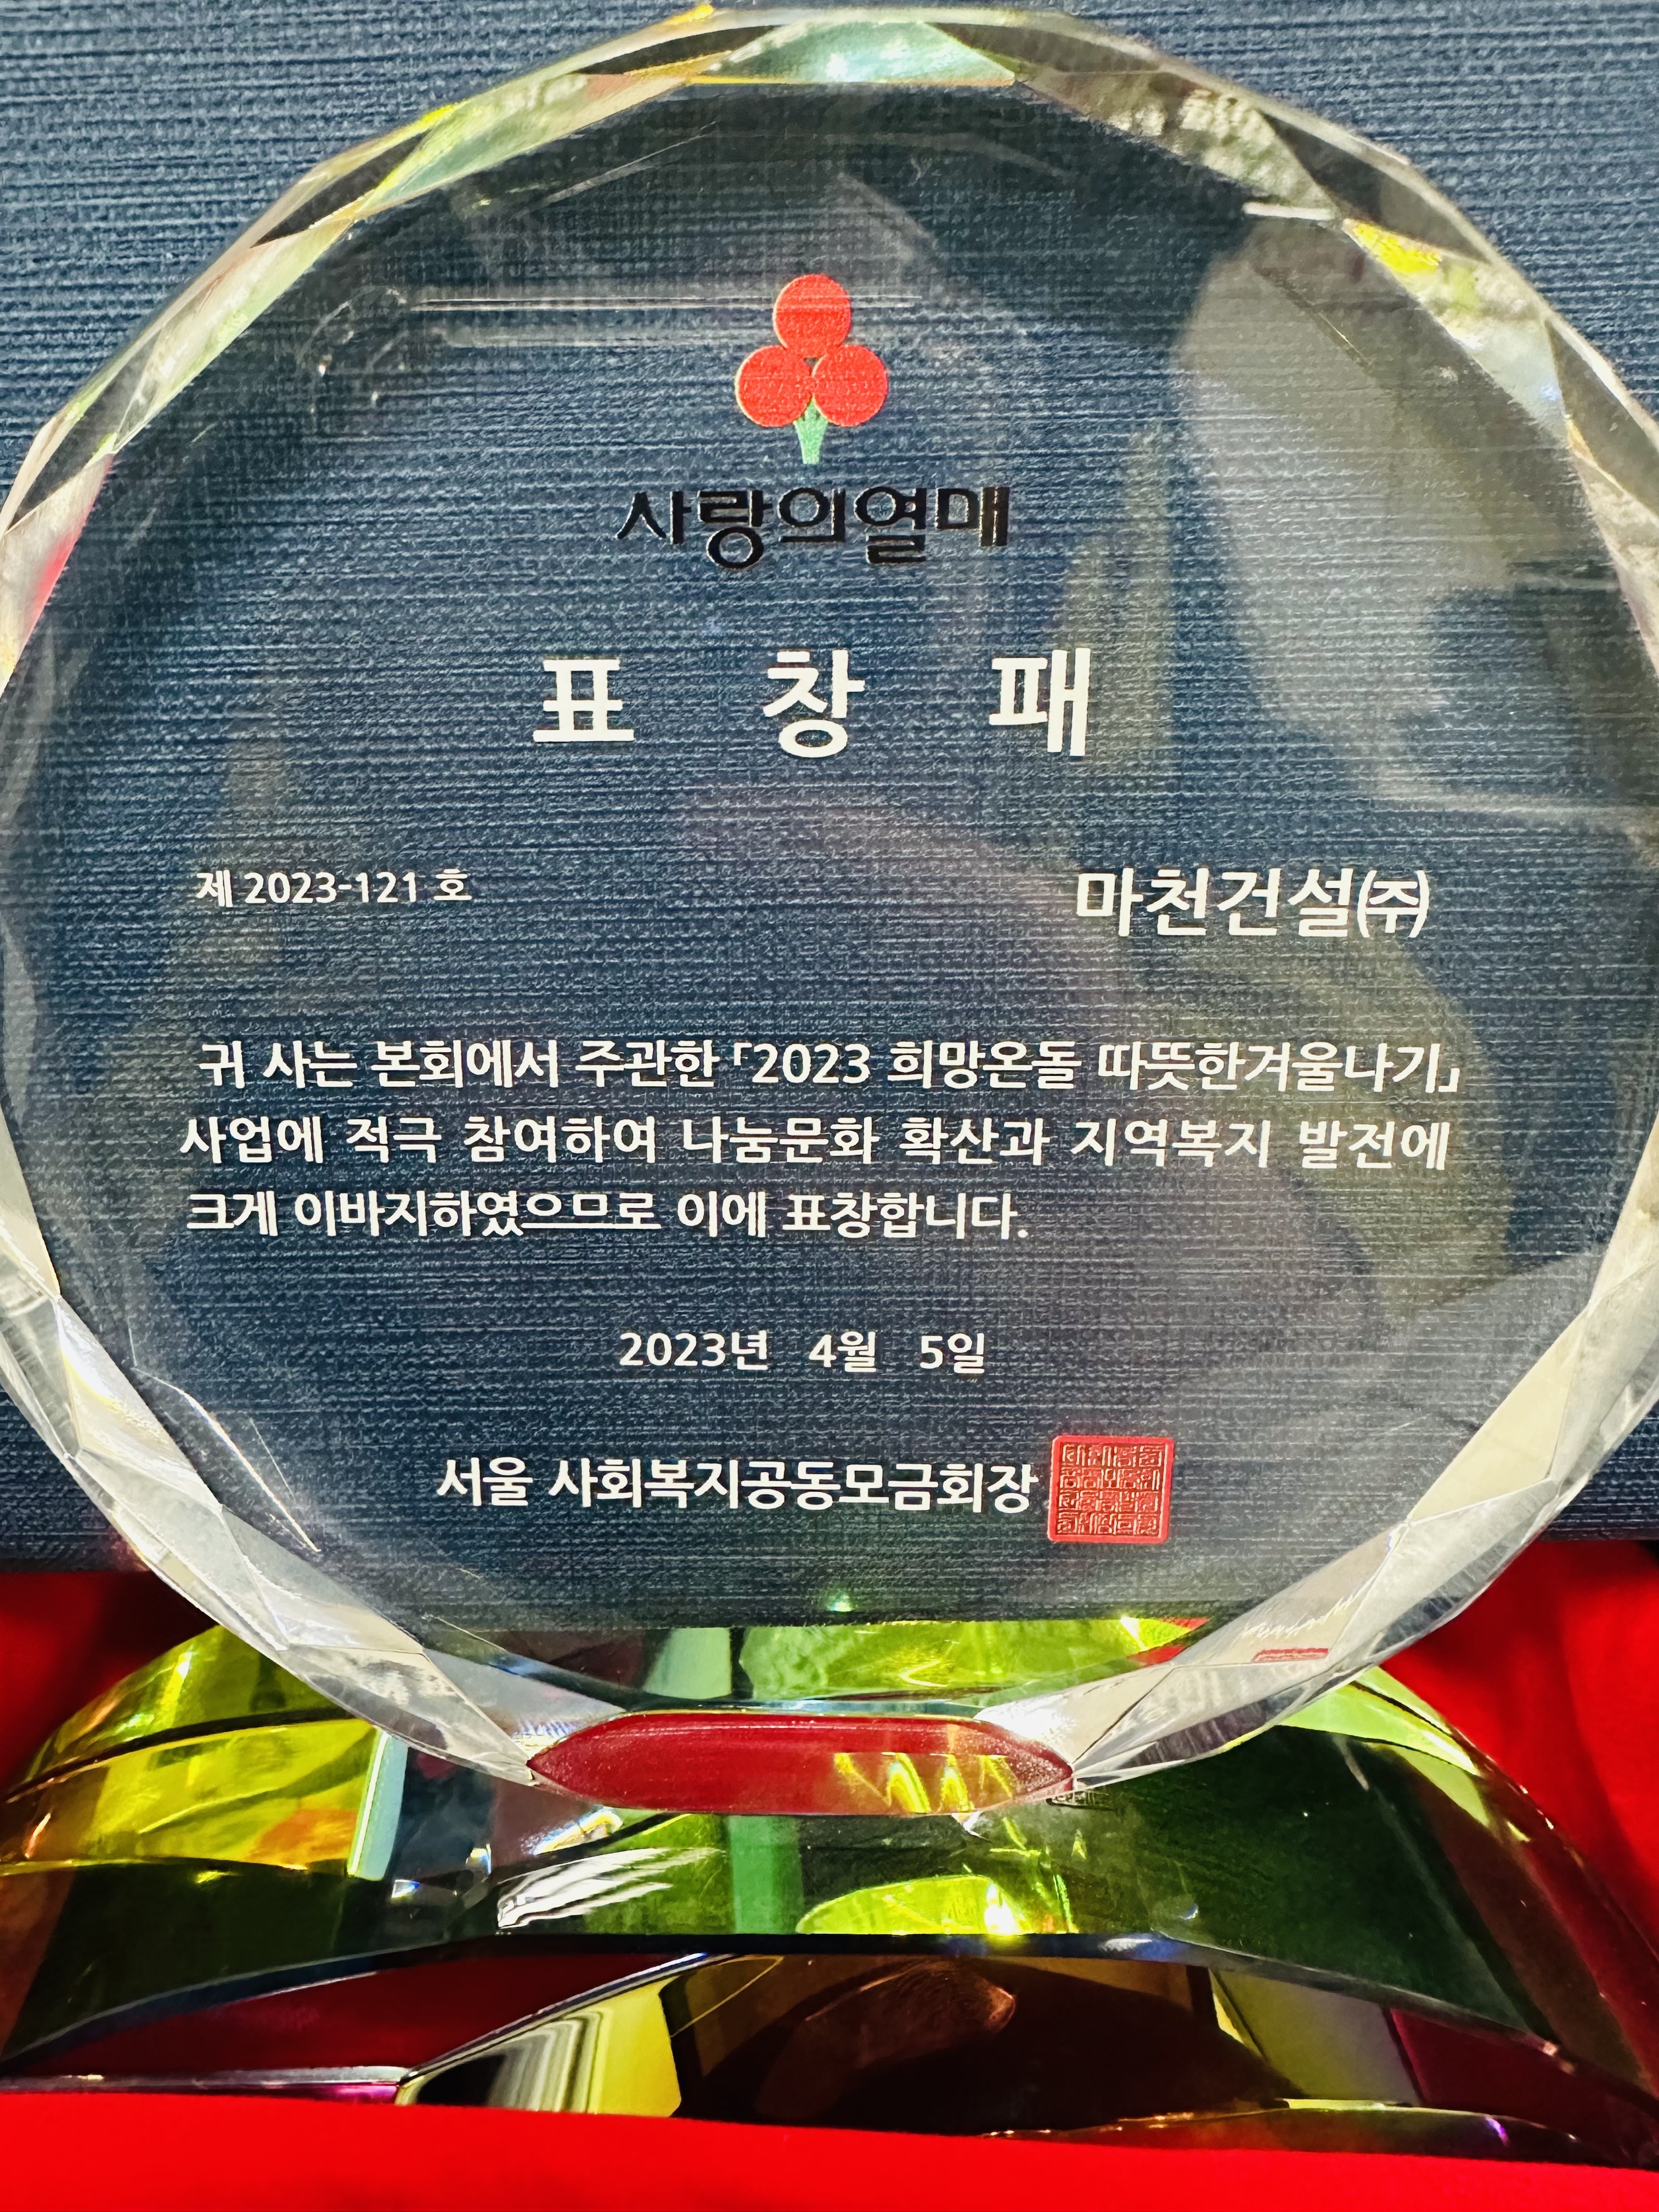 사랑의열매
표 창 패
제 2023-121 호
마천건설㈜
귀 사는 본회에서 주관한 「2023 희망온돌 따뜻한겨울나기」
사업에 적극 참여하여 나눔문화 확산과 지역복지 발전에
크게 이바지하였으므로 이에 표창합니다.
2023년 4월 5일
서울 사회복지공동모금회장